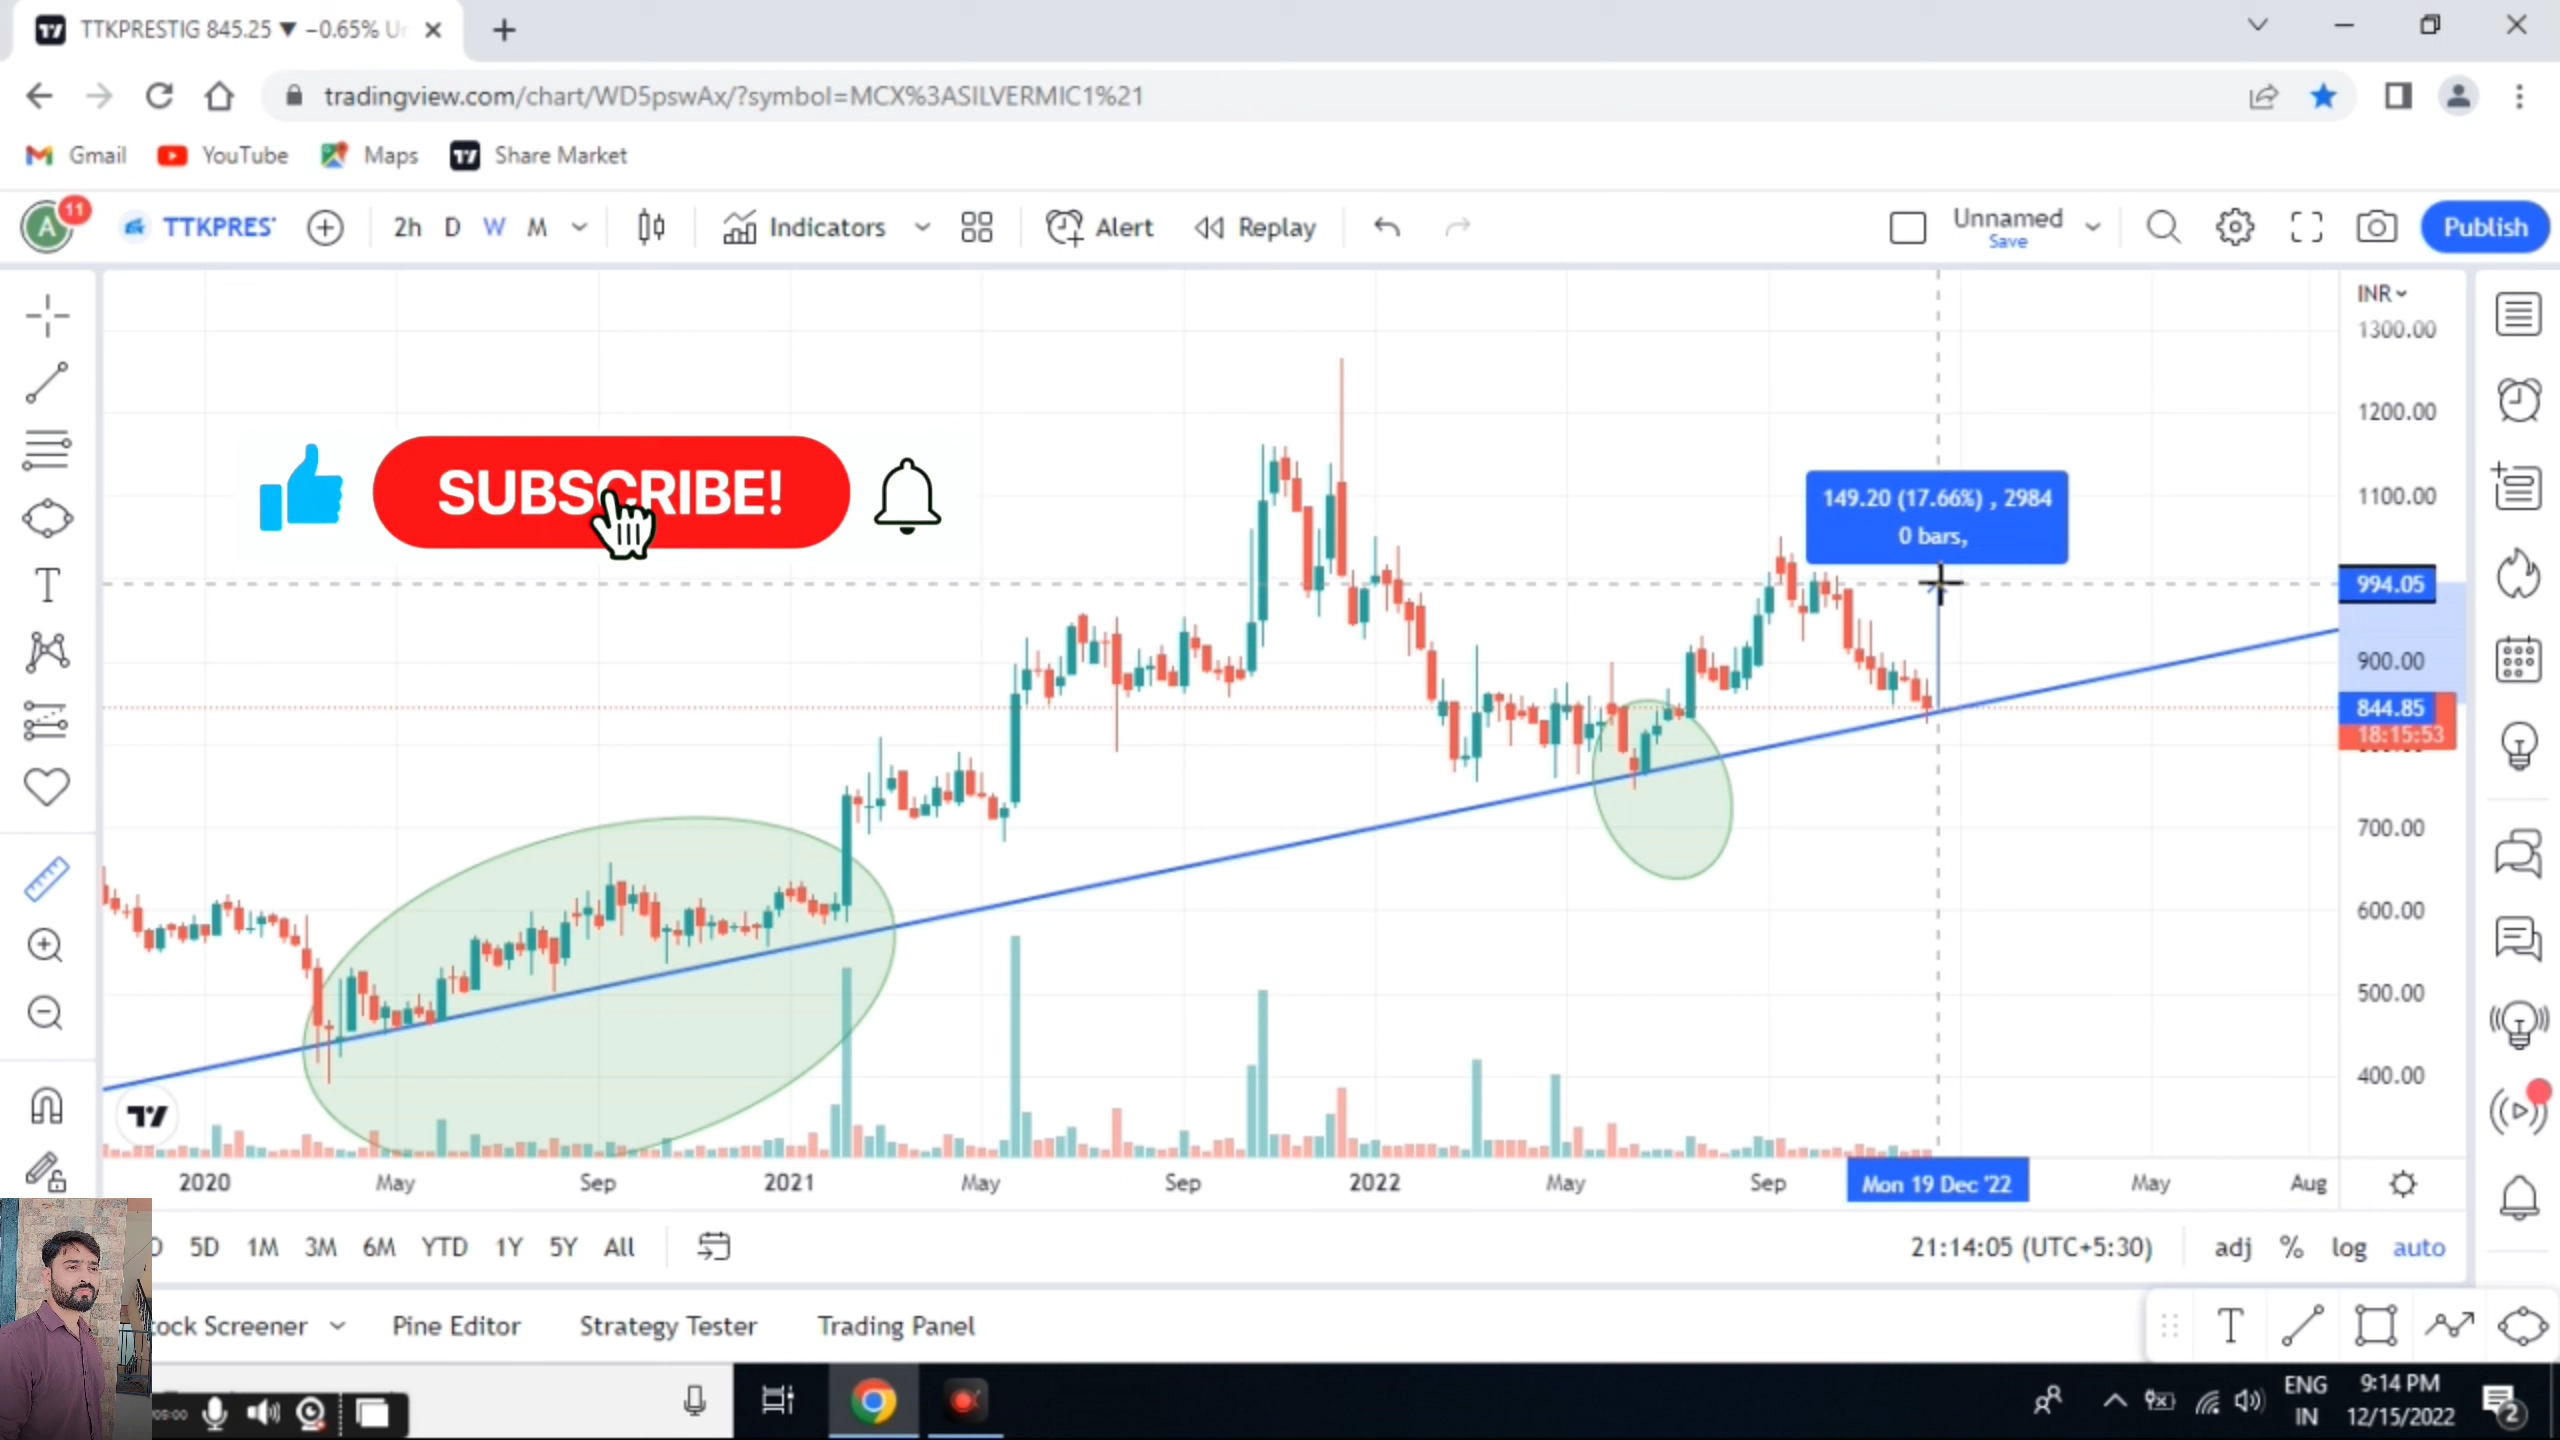 TTKPRESTIG 845.25 ▼ −0.65% U
tradingview.com/chart/WD5pswAx/?symbol=MCX%3ASILVERMIC1%21
Gmail YouTube Maps Share Market
A 11 TTKPRES 2h D W M Indicators Alert Replay Unnamed Save Publish
INR
1300.00
1200.00
SUBSCRIBE!
149.20 (17.66%) , 2984
0 bars,
1100.00
994.05
900.00
844.85
18:15:53
700.00
600.00
500.00
400.00
2020 May Sep 2021 May Sep 2022 May Sep Mon 19 Dec '22 May Aug
5D 1M 3M 6M YTD 1Y 5Y All 21:14:05 (UTC+5:30) adj % log auto
ock Screener Pine Editor Strategy Tester Trading Panel
T
ENG 9:14 PM
IN 12/15/2022 2